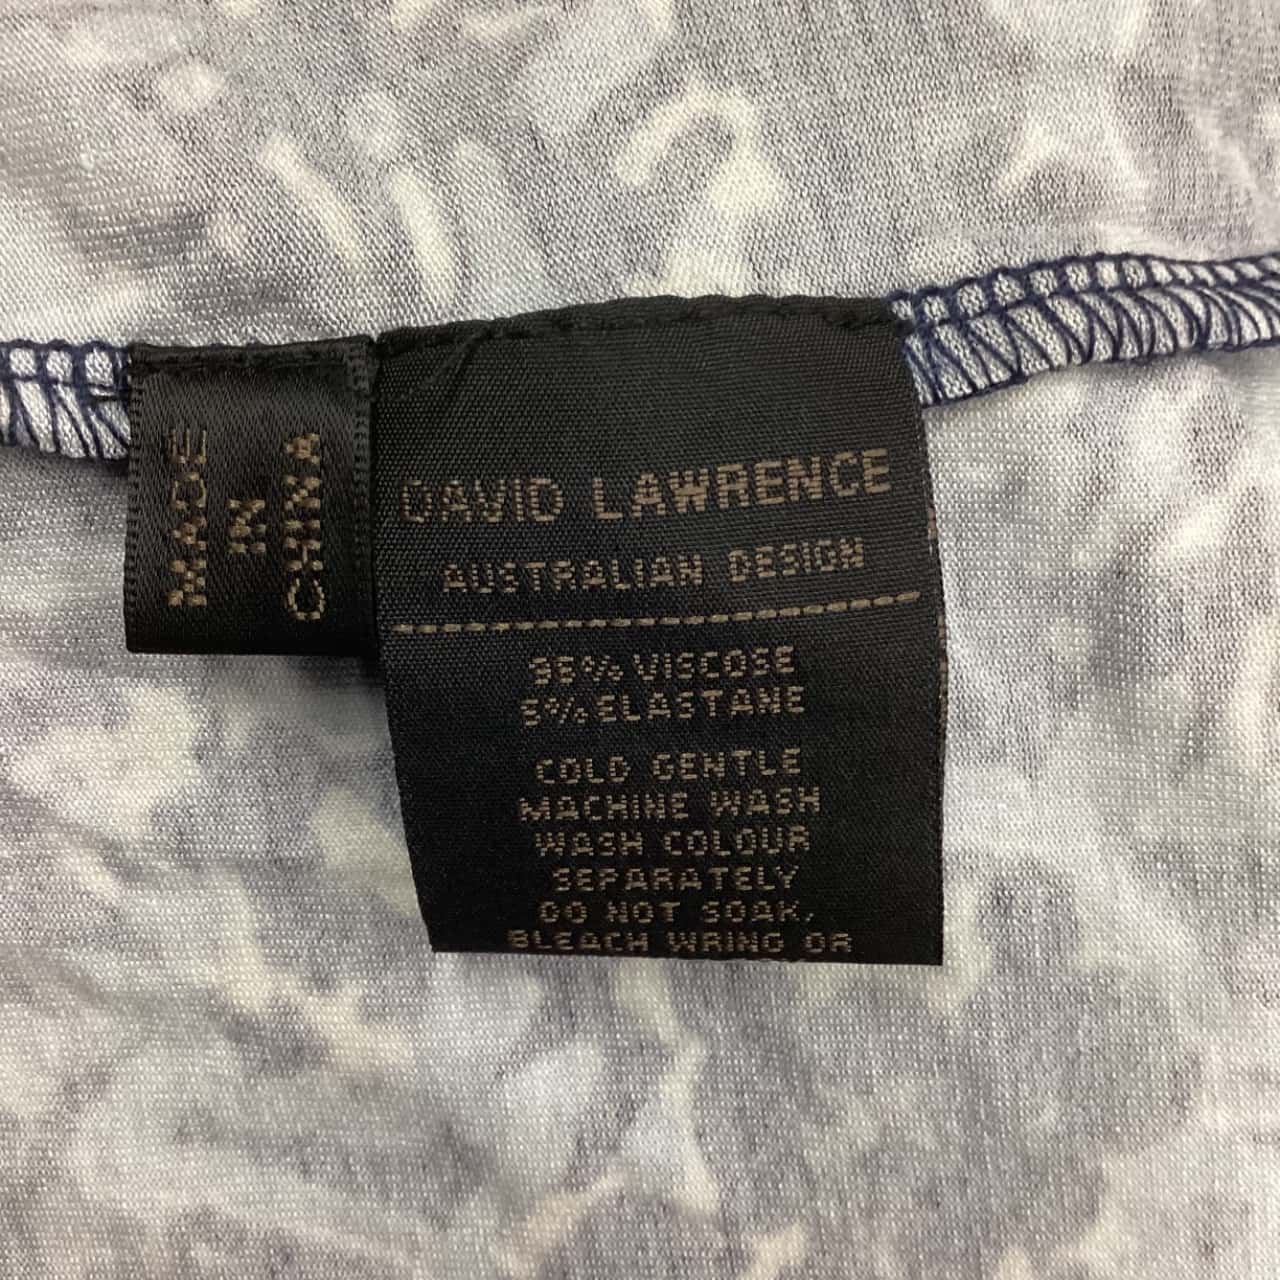 MADE
IN
CHINA
DAVID LAWRENCE
AUSTRALIAN DESIGN
95% VISCOSE
5% ELASTANE
COLD GENTLE
MACHINE WASH
WASH COLOUR
SEPARATELY
DO NOT SOAK,
BLEACH WRING OR